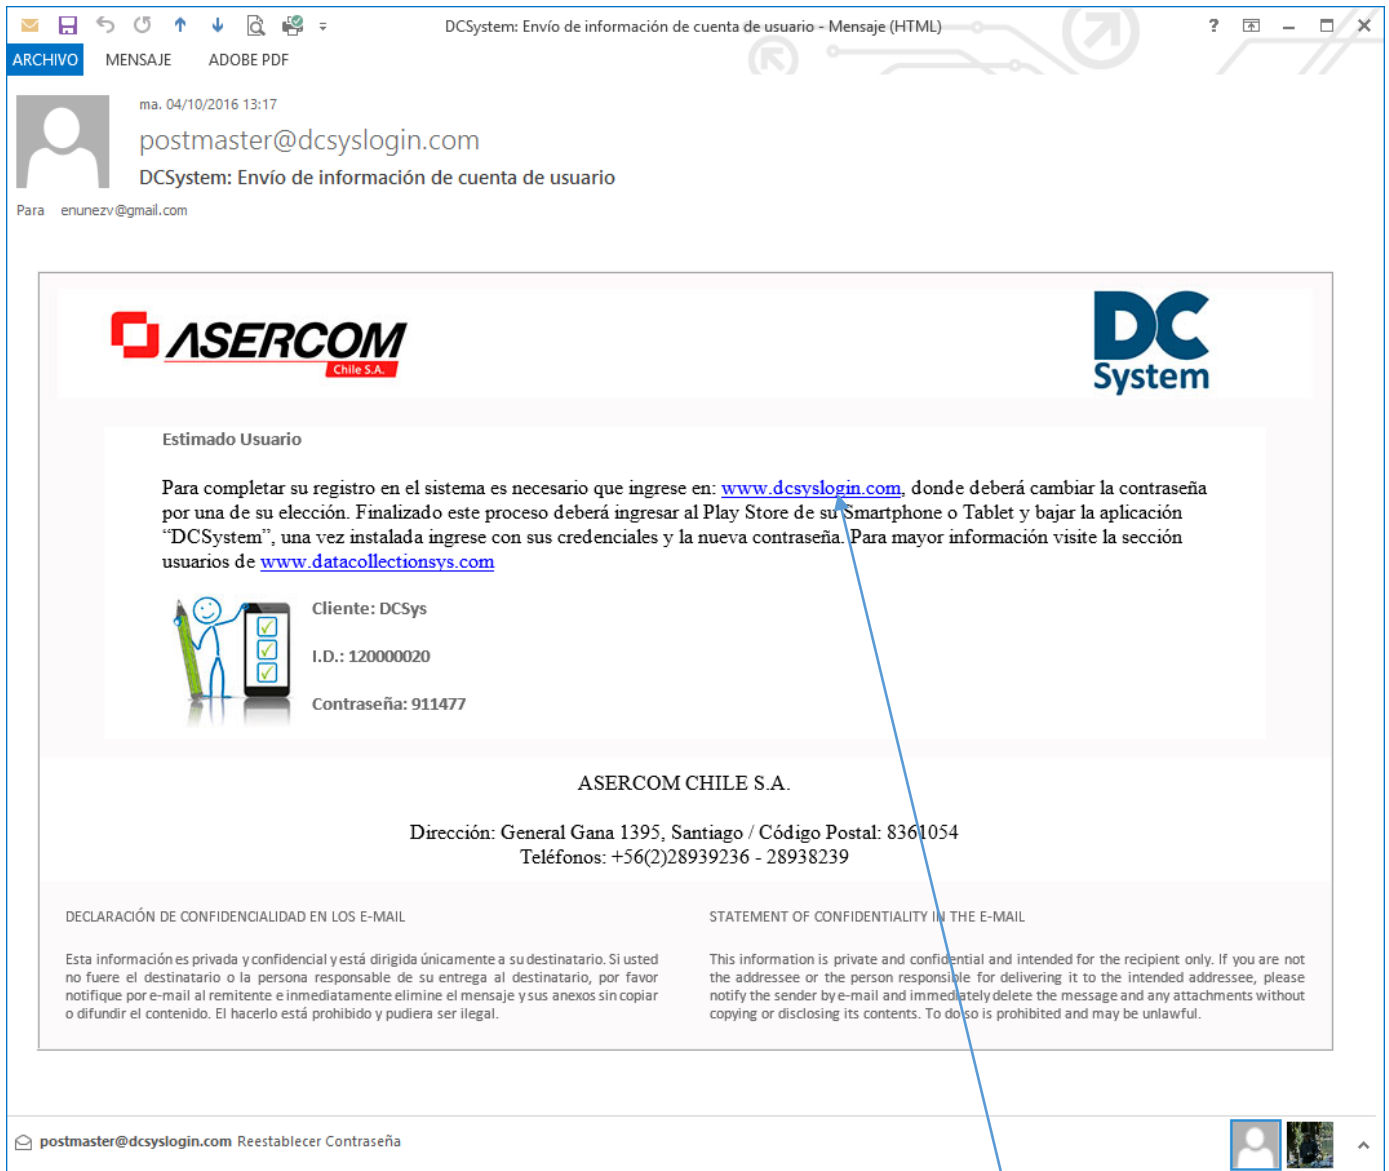 DCSystem: Envío de información de cuenta de usuario - Mensaje (HTML)
?
ARCHIVO MENSAJE ADOBE PDF
ma. 04/10/2016 13:17
postmaster@dcsyslogin.com
DCSystem: Envío de información de cuenta de usuario
Para enunezv@gmail.com
ASERCOM
Chile S.A.
DC
System
Estimado Usuario
Para completar su registro en el sistema es necesario que ingrese en: www.dcsyslogin.com, donde deberá cambiar la contraseña
por una de su elección. Finalizado este proceso deberá ingresar al Play Store de su Smartphone o Tablet y bajar la aplicación
“DCSystem”, una vez instalada ingrese con sus credenciales y la nueva contraseña. Para mayor información visite la sección
usuarios de www.datacollectionsys.com
Cliente: DCSys
I.D.: 120000020
Contraseña: 911477
ASERCOM CHILE S.A.
Dirección: General Gana 1395, Santiago / Código Postal: 8361054
Teléfonos: +56(2)28939236 - 28938239
DECLARACIÓN DE CONFIDENCIALIDAD EN LOS E-MAIL
Esta información es privada y confidencial y está dirigida únicamente a su destinatario. Si usted
no fuere el destinatario o la persona responsable de su entrega al destinatario, por favor
notifique por e-mail al remitente e inmediatamente elimine el mensaje y sus anexos sin copiar
o difundir el contenido. El hacerlo está prohibido y pudiera ser ilegal.
STATEMENT OF CONFIDENTIALITY IN THE E-MAIL
This information is private and confidential and intended for the recipient only. If you are not
the addressee or the person responsible for delivering it to the intended addressee, please
notify the sender by e-mail and immediately delete the message and any attachments without
copying or disclosing its contents. To do so is prohibited and may be unlawful.
postmaster@dcsyslogin.com Reestablecer Contraseña